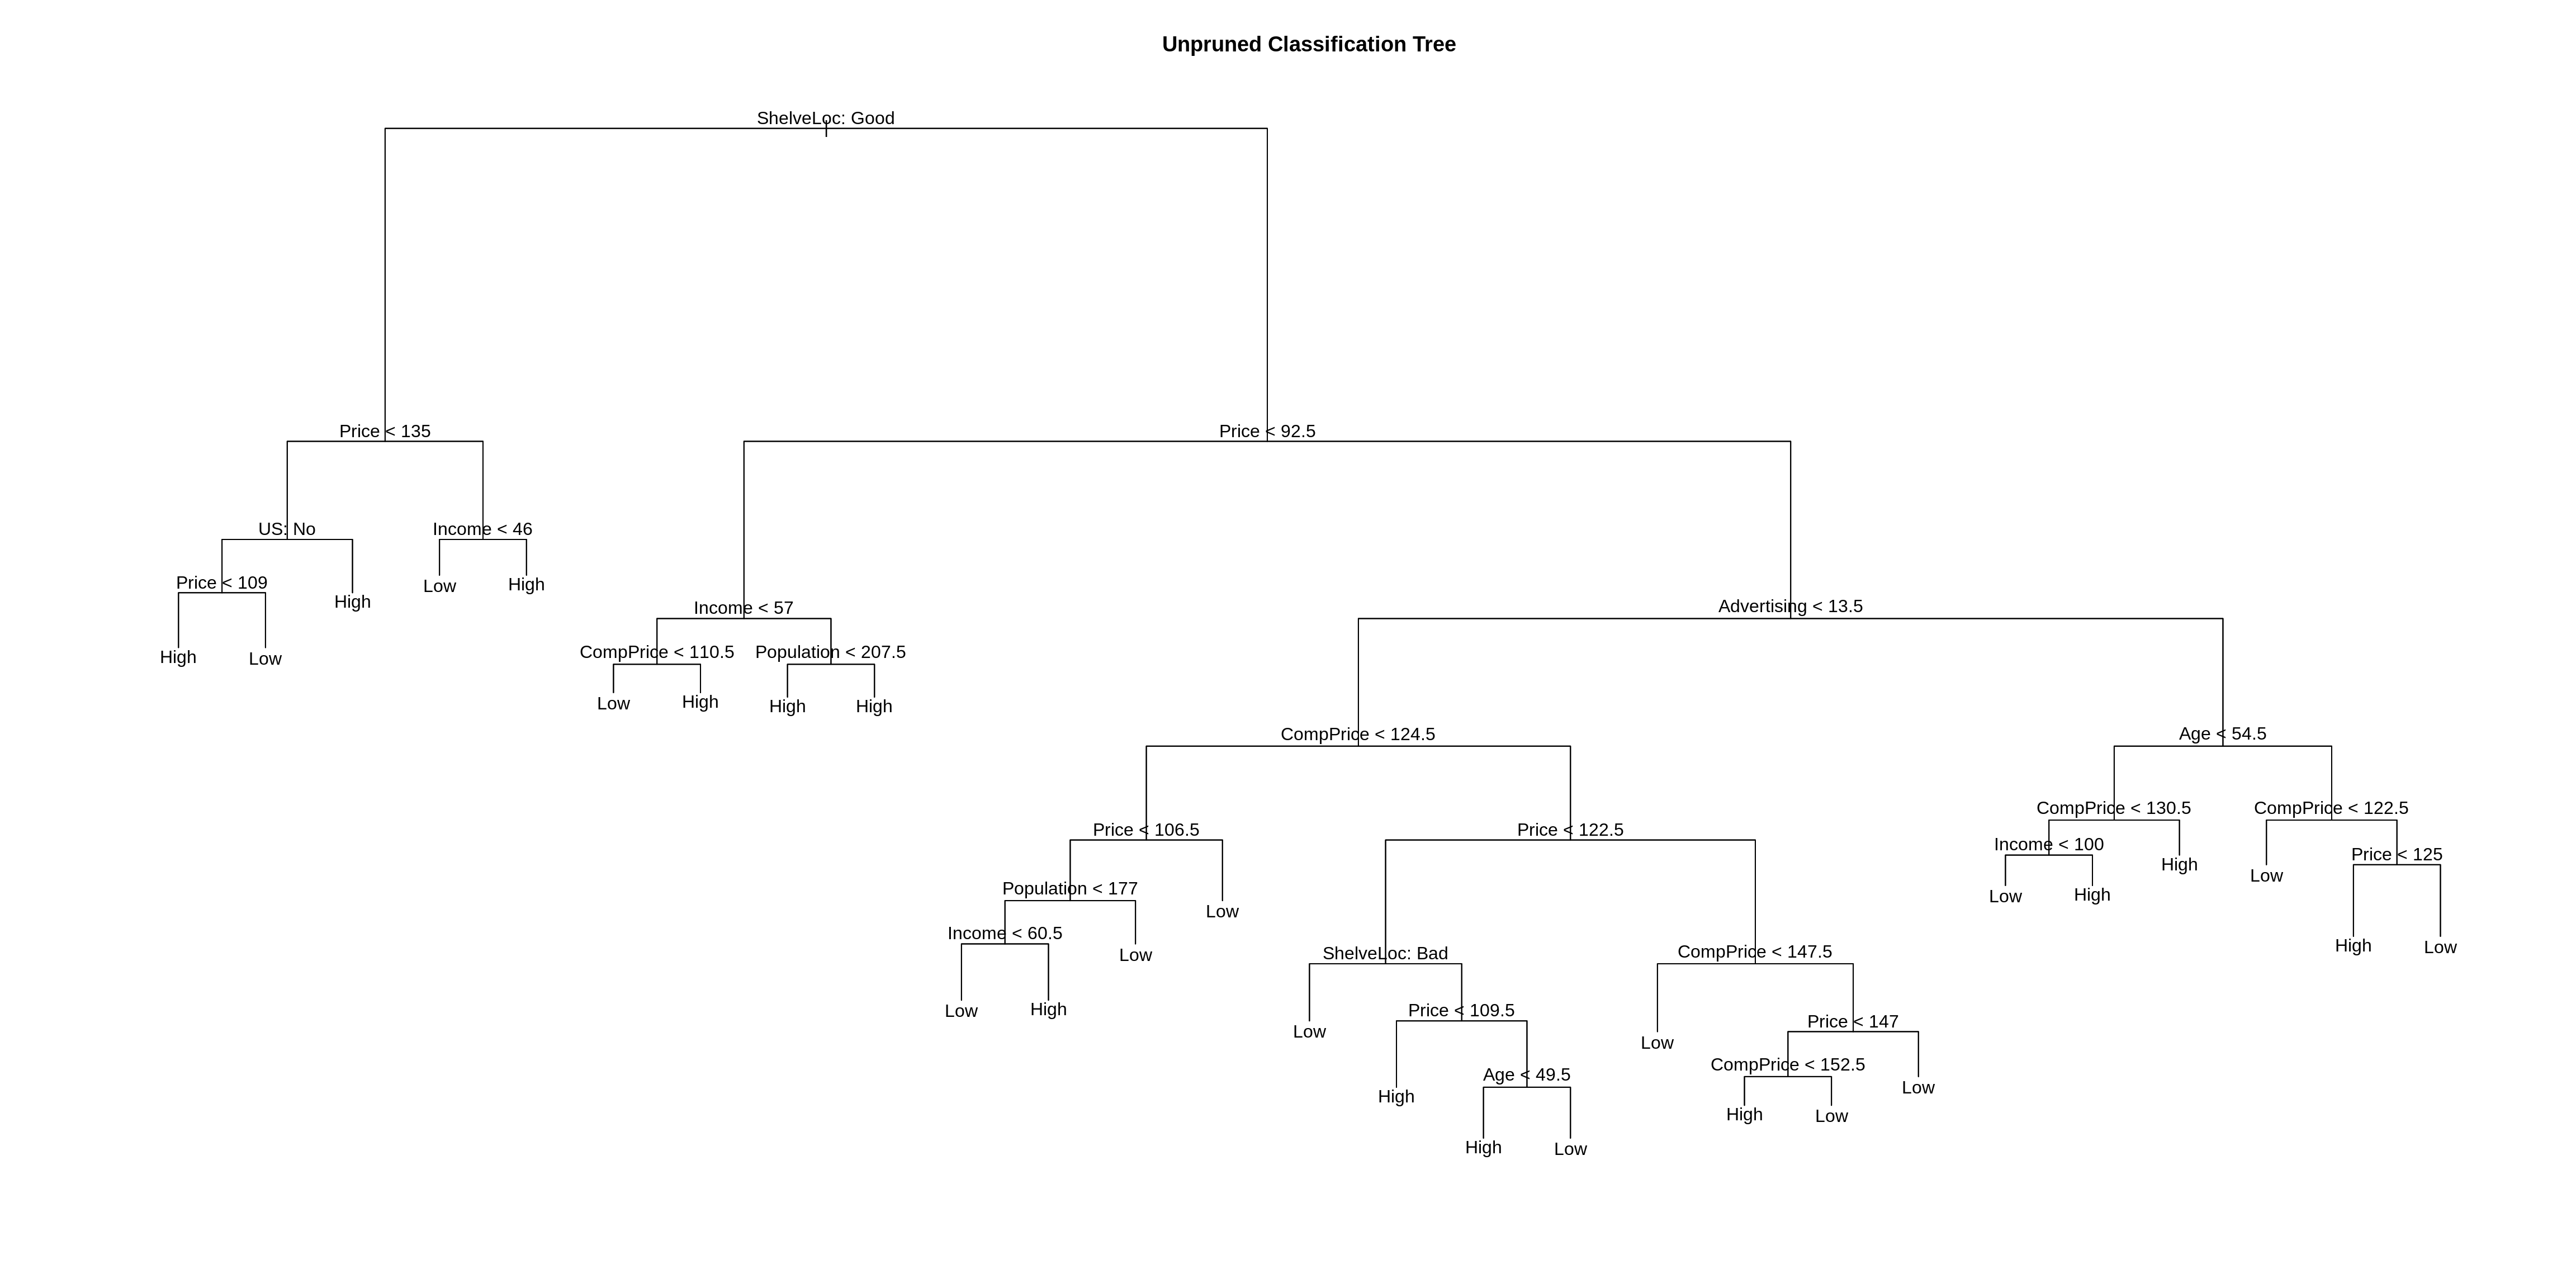 Unpruned Classification Tree
ShelveLoc: Good
Price < 135
Price < 92.5
US: No
Income < 46
Price < 109
High
Low
High
High
Low
Income < 57
Advertising < 13.5
CompPrice < 110.5
Population < 207.5
Low
High
High
High
CompPrice < 124.5
Age < 54.5
Price < 106.5
Price < 122.5
CompPrice < 130.5
CompPrice < 122.5
Income < 100
High
Low
Price < 125
Low
High
Population < 177
Low
Income < 60.5
Low
High
Low
ShelveLoc: Bad
CompPrice < 147.5
Low
High
Low
Price < 109.5
Low
Price < 147
High
Age < 49.5
CompPrice < 152.5
Low
High
Low
High
Low